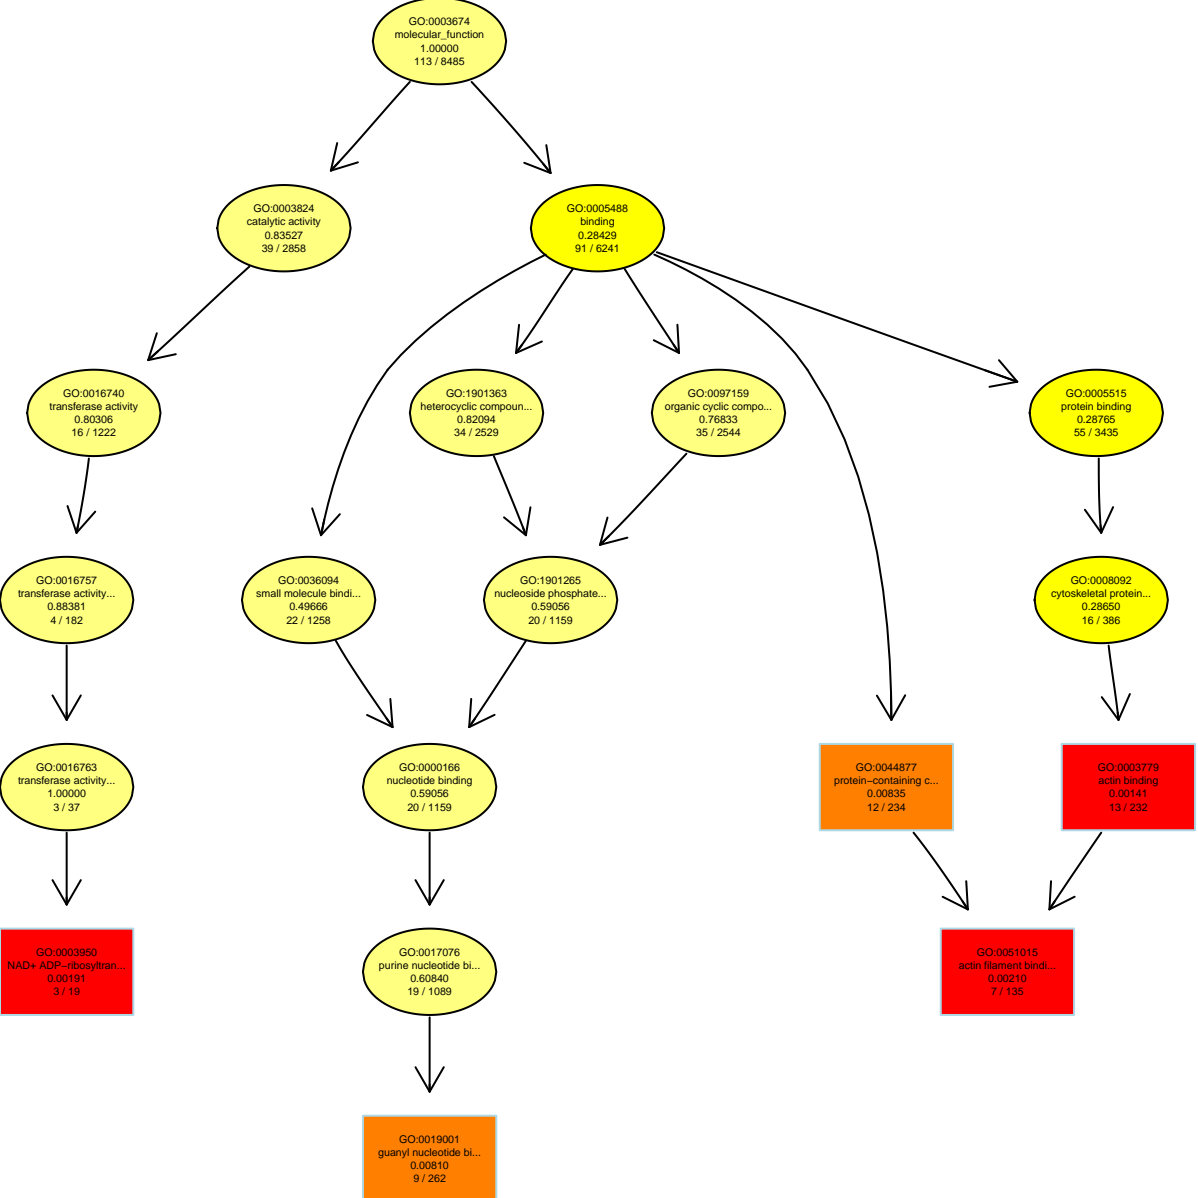 GO:0003674
molecular_function
1.00000
113 / 8485
GO:0003824
catalytic activity
0.83527
39 / 2858
GO:0005488
binding
0.28429
91 / 6241
GO:0016740
transferase activity
0.80306
16 / 1222
GO:1901363
heterocyclic compoun...
0.82094
34 / 2529
GO:0097159
organic cyclic compo...
0.76833
35 / 2544
GO:0005515
protein binding
0.28765
55 / 3435
GO:0016757
transferase activity...
0.88381
4 / 182
GO:0036094
small molecule bindi...
0.49666
22 / 1258
GO:1901265
nucleoside phosphate...
0.59056
20 / 1159
GO:0008092
cytoskeletal protein...
0.28650
16 / 386
GO:0016763
transferase activity...
1.00000
3 / 37
GO:0000166
nucleotide binding
0.59056
20 / 1159
GO:0044877
protein−containing c...
0.00835
12 / 234
GO:0003779
actin binding
0.00141
13 / 232
GO:0003950
NAD+ ADP−ribosyltran...
0.00191
3 / 19
GO:0017076
purine nucleotide bi...
0.60840
19 / 1089
GO:0051015
actin filament bindi...
0.00210
7 / 135
GO:0019001
guanyl nucleotide bi...
0.00810
9 / 262